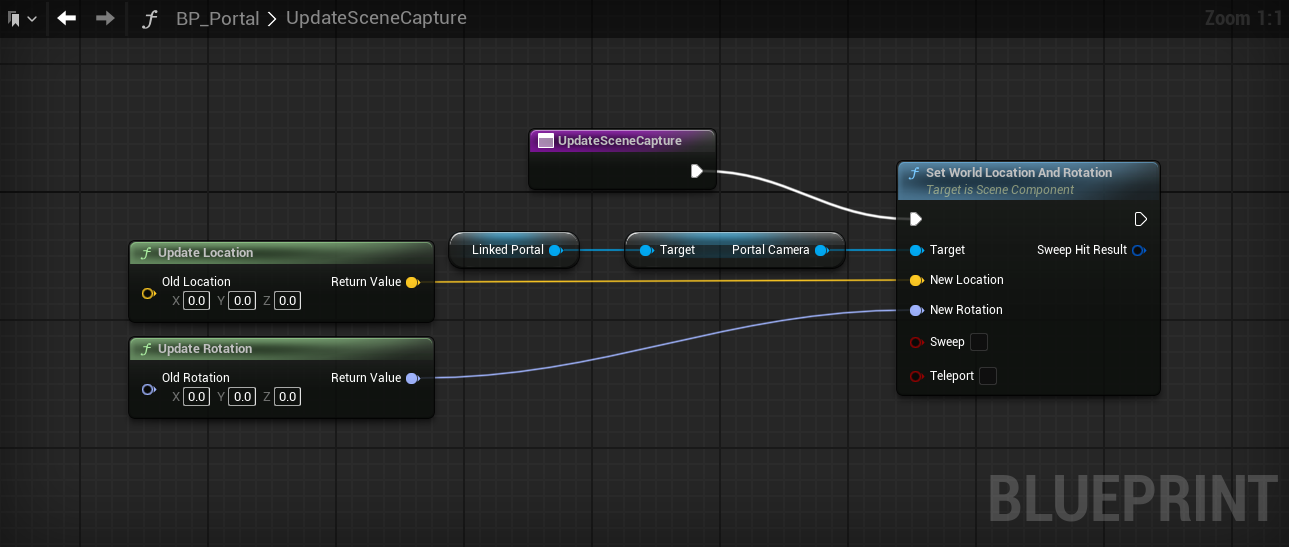 BP_Portal > UpdateSceneCapture
Zoom 1:1
UpdateSceneCapture
Set World Location And Rotation
Target is Scene Component
Linked Portal
Target Portal Camera
Target Sweep Hit Result
New Location
New Rotation
Sweep
Teleport
Update Location
Old Location Return Value
X 0.0 Y 0.0 Z 0.0
Update Rotation
Old Rotation Return Value
X 0.0 Y 0.0 Z 0.0
BLUEPRINT